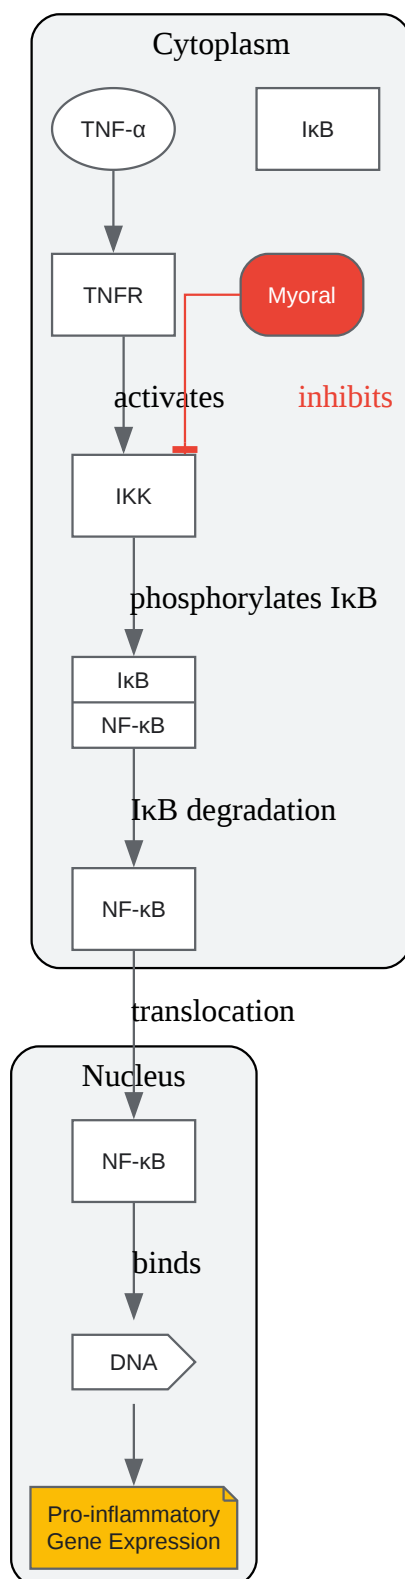 Cytoplasm
TNF-α
IκB
TNFR
Myoral
activates
inhibits
IKK
phosphorylates IκB
IκB
NF-κB
IκB degradation
NF-κB
translocation
Nucleus
NF-κB
binds
DNA
Pro-inflammatory
Gene Expression